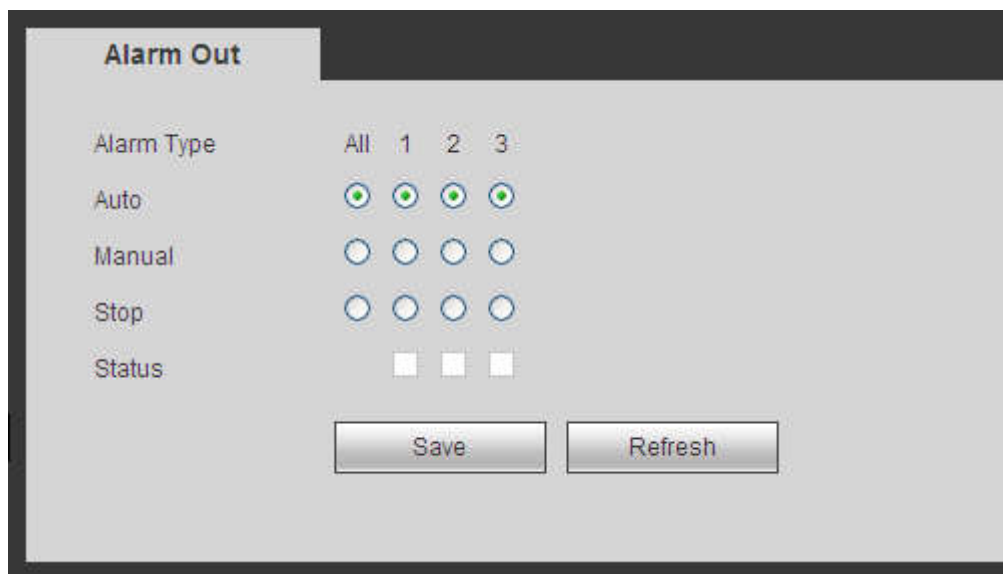 Alarm Out
Alarm Type All 1 2 3
Auto
Manual
Stop
Status
Save Refresh